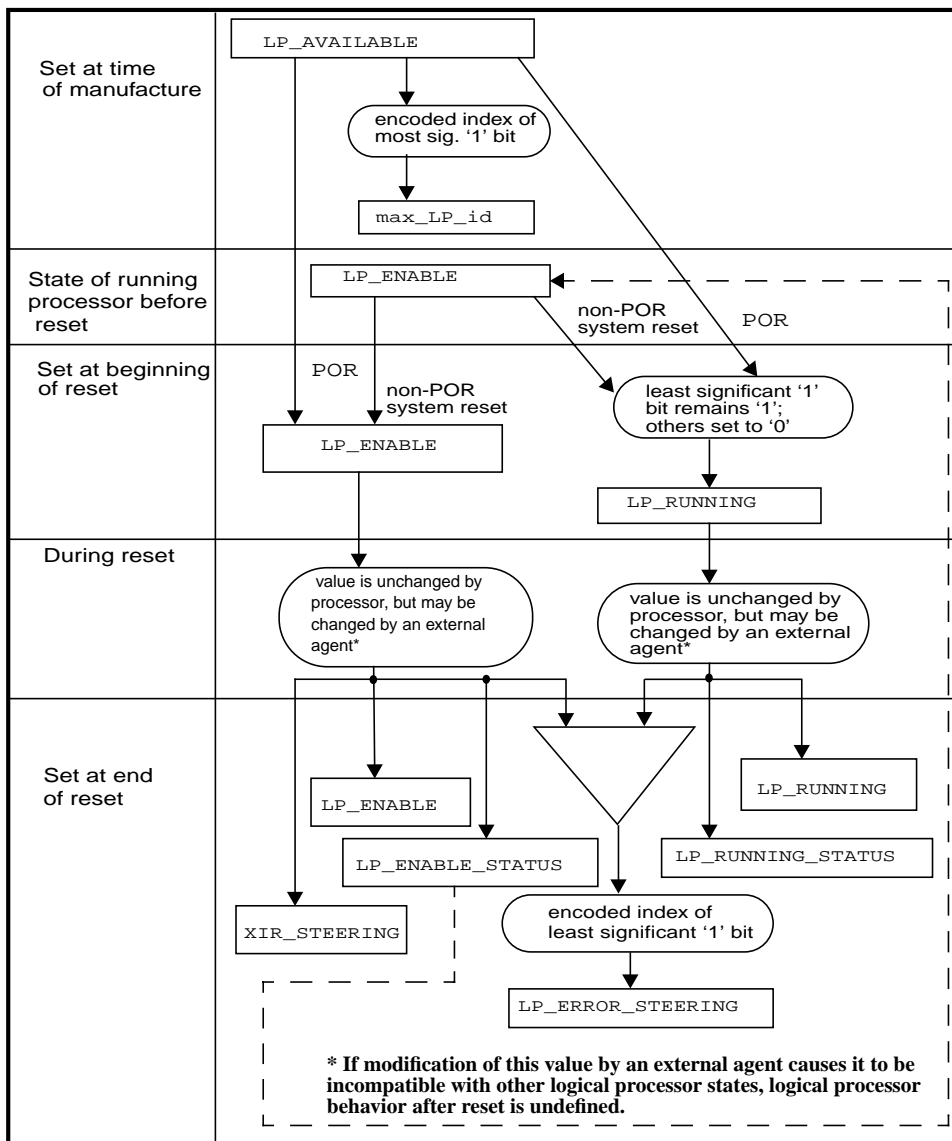 LP_AVAILABLE
Set at time
of manufacture
encoded index of
most sig. ‘1’ bit
max_LP_id
State of running
processor before
reset
LP_ENABLE
non-POR
system reset
POR
Set at beginning
of reset
POR
non-POR
system reset
least significant ‘1’
bit remains ‘1’;
others set to ‘0’
LP_ENABLE
LP_RUNNING
During reset
value is unchanged by
processor, but may be
changed by an external
agent*
value is unchanged by
processor, but may be
changed by an external
agent*
Set at end
of reset
LP_ENABLE
LP_RUNNING
LP_ENABLE_STATUS
LP_RUNNING_STATUS
XIR_STEERING
encoded index of
least significant ‘1’ bit
LP_ERROR_STEERING
* If modification of this value by an external agent causes it to be
incompatible with other logical processor states, logical processor
behavior after reset is undefined.